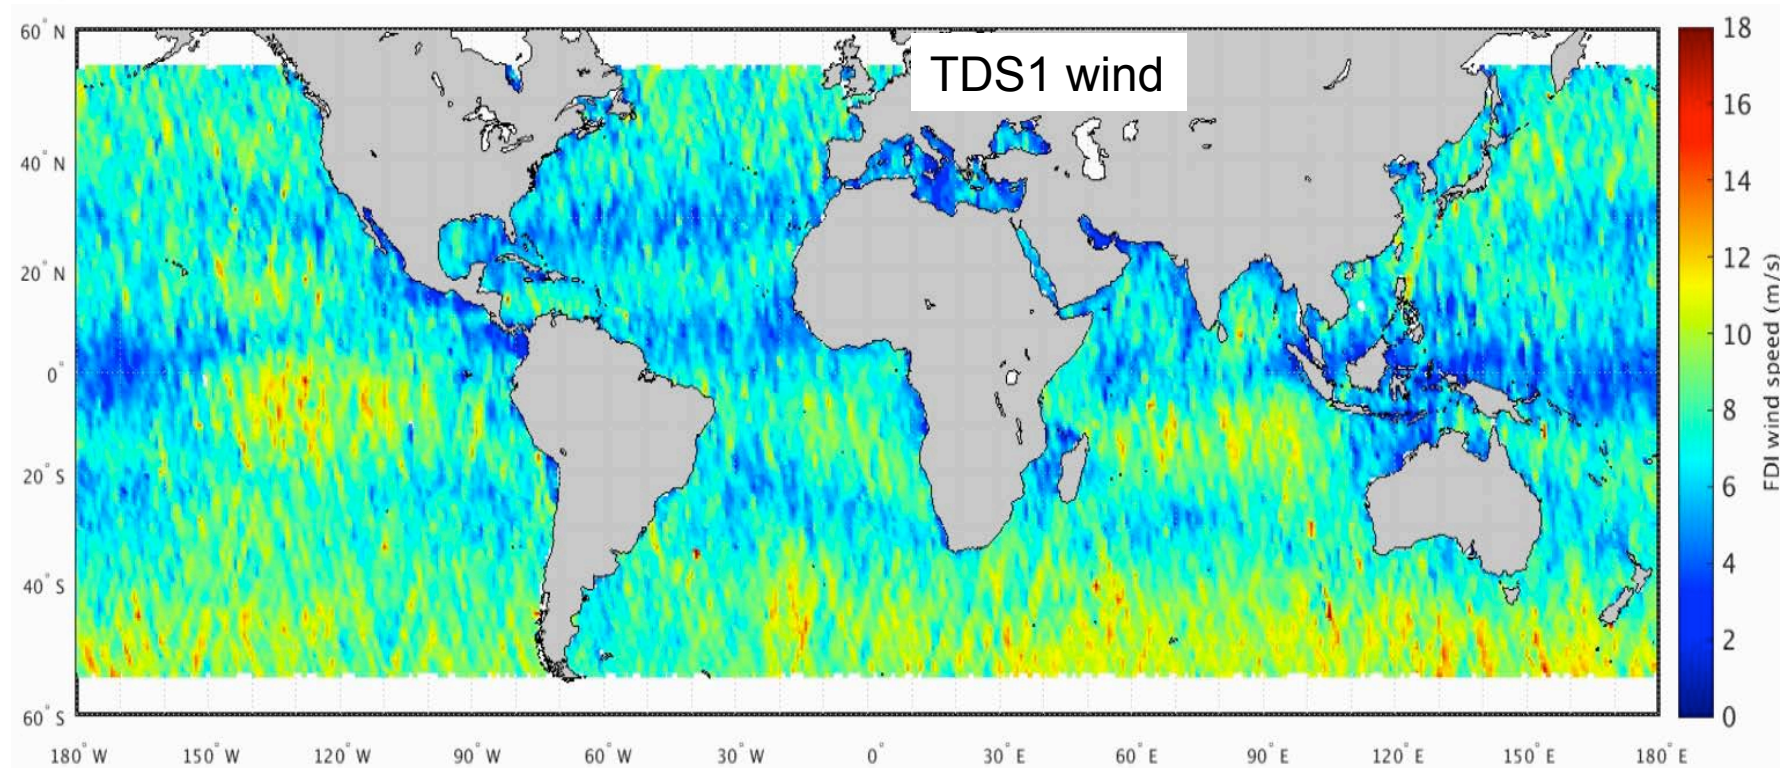 TDS1 wind
60° N
40° N
20° N
0°
20° S
40° S
60° S
180° W
150° W
120° W
90° W
60° W
30° W
0°
30° E
60° E
90° E
120° E
150° E
180° E
18
16
14
12
10
8
6
4
2
0
FDI wind speed (m/s)